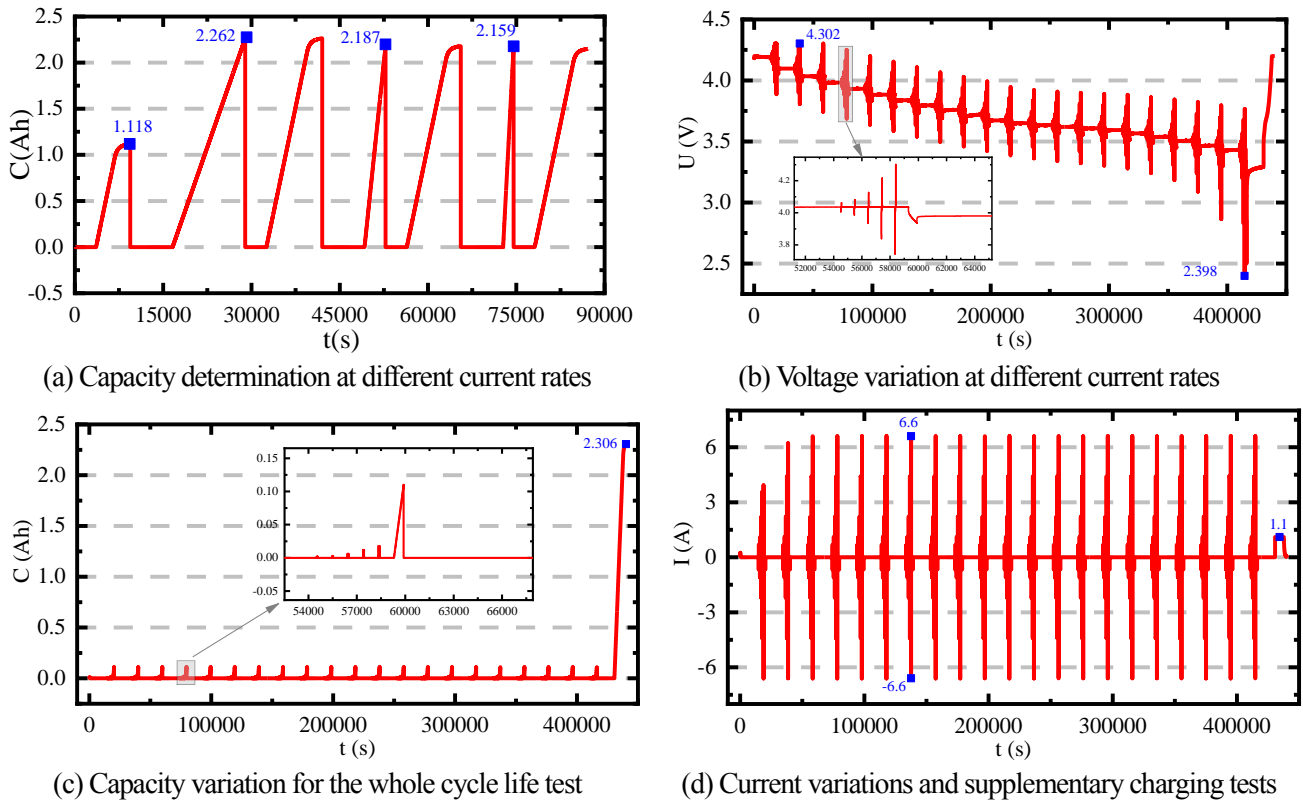 2.5
2.0
1.5
1.0
0.5
0.0
-0.5
C(Ah)
1.118
2.262
2.187
2.159
0 15000 30000 45000 60000 75000 90000
t(s)
(a) Capacity determination at different current rates
4.5
4.0
3.5
3.0
2.5
U (V)
4.302
4.2
4.1
4.0
3.9
3.8
52000 54000 56000 58000 60000 62000 64000
2.398
0 100000 200000 300000 400000
t (s)
(b) Voltage variation at different current rates
2.5
2.0
1.5
1.0
0.5
0.0
C (Ah)
2.306
0.15
0.10
0.05
0.00
-0.05
54000 57000 60000 63000 66000
0 100000 200000 300000 400000
t (s)
(c) Capacity variation for the whole cycle life test
6
3
0
-3
-6
I (A)
6.6
-6.6
1.1
0 100000 200000 300000 400000
t (s)
(d) Current variations and supplementary charging tests